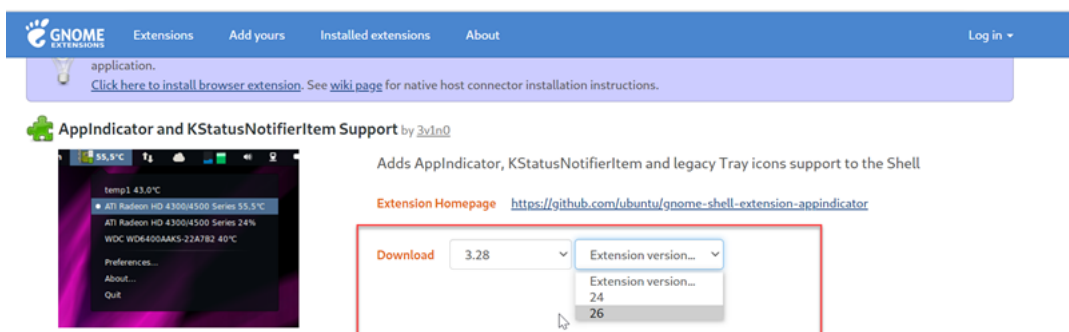 GNOME
EXTENSIONS
Extensions
Add yours
Installed extensions
About
Log in
application.
Click here to install browser extension. See wiki page for native host connector installation instructions.
AppIndicator and KStatusNotifierItem Support by 3v1n0
55,5°C
temp1 43,0°C
ATI Radeon HD 4300/4500 Series 55,5°C
ATI Radeon HD 4300/4500 Series 24%
WDC WD6400AAKS-22A7B2 40°C
Preferences...
About...
Quit
Adds AppIndicator, KStatusNotifierItem and legacy Tray icons support to the Shell
Extension Homepage https://github.com/ubuntu/gnome-shell-extension-appindicator
Download 3.28 Extension version...
Extension version...
24
26